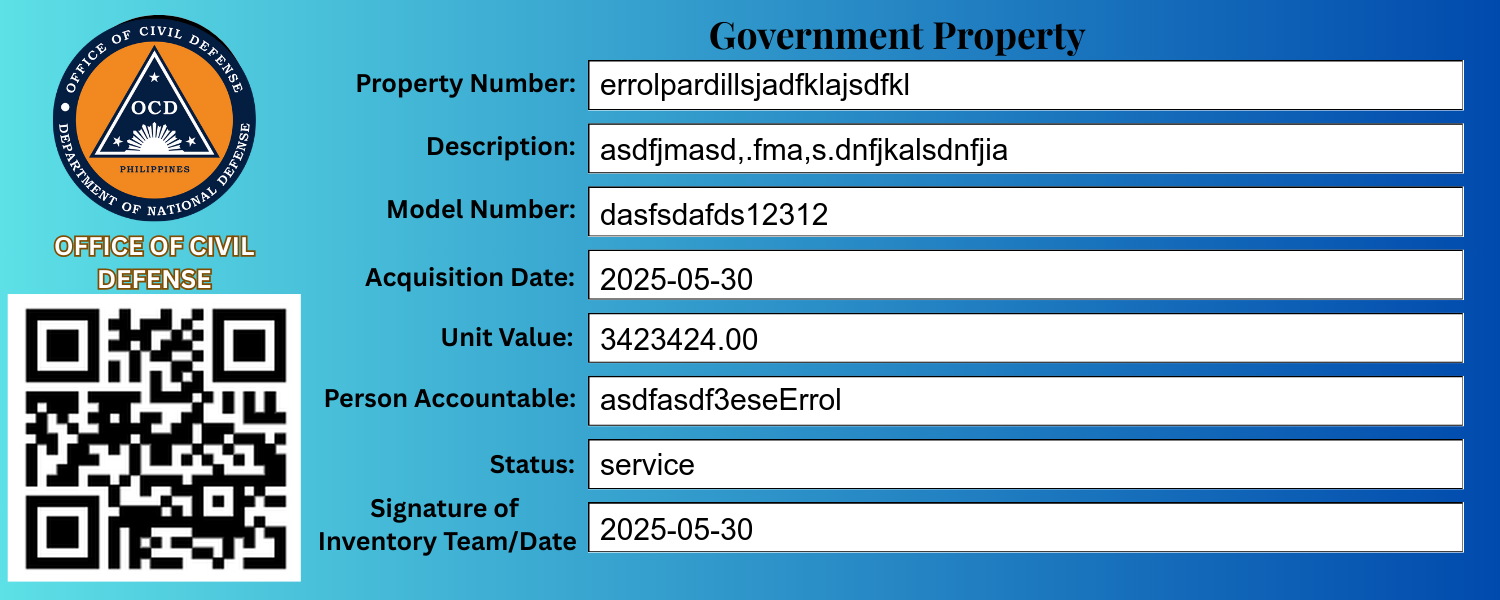 OFFICE OF CIVIL DEFENSE
OCD
PHILIPPINES
DEPARTMENT OF NATIONAL DEFENSE
OFFICE OF CIVIL
DEFENSE
Government Property
Property Number: errolpardillsjadfklajsdfkl
Description: asdfjmasd,.fma,s.dnfjkalsdnfjia
Model Number: dasfsdafds12312
Acquisition Date: 2025-05-30
Unit Value: 3423424.00
Person Accountable: asdfasdf3eseErrol
Status: service
Signature of
Inventory Team/Date 2025-05-30